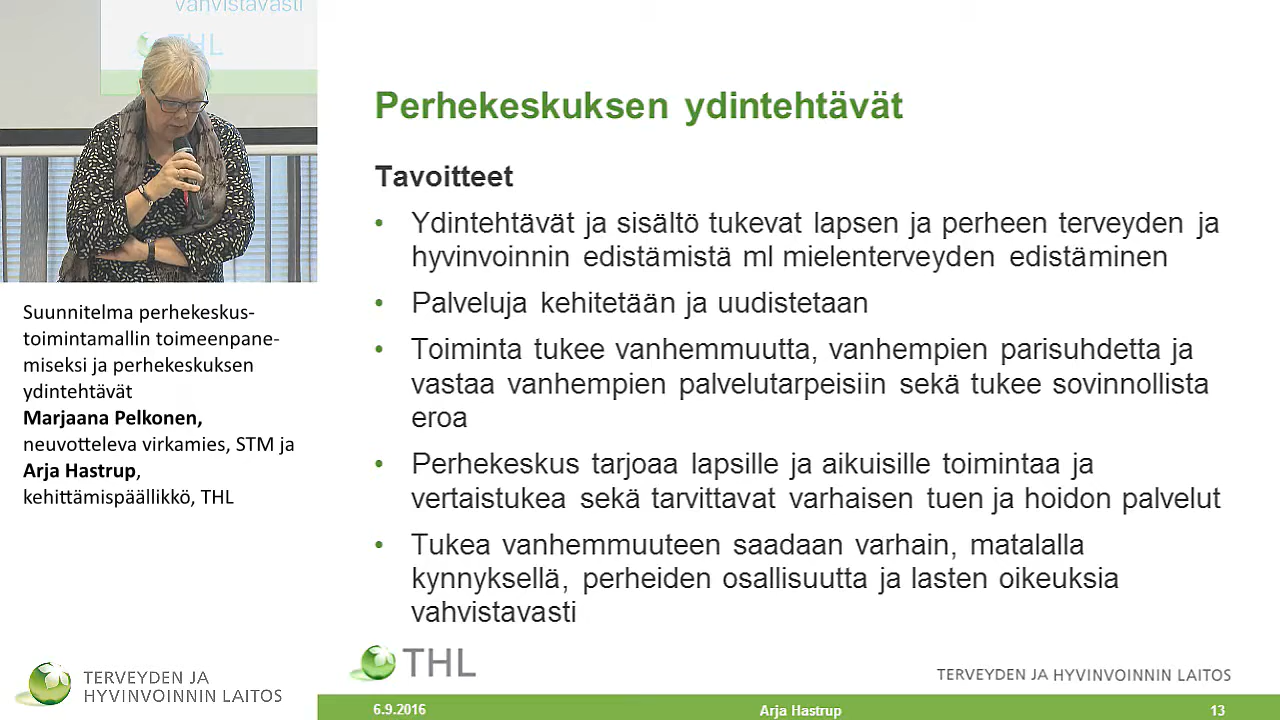 vahvistavasti
THL
Suunnitelma perhekeskus-
toimintamallin toimeenpane-
miseksi ja perhekeskuksen
ydintehtävät
Marjaana Pelkonen,
neuvotteleva virkamies, STM ja
Arja Hastrup,
kehittämispäällikkö, THL
TERVEYDEN JA
HYVINVOINNIN LAITOS
Perhekeskuksen ydintehtävät
Tavoitteet
• Ydintehtävät ja sisältö tukevat lapsen ja perheen terveyden ja
hyvinvoinnin edistämistä ml mielenterveyden edistäminen
• Palveluja kehitetään ja uudistetaan
• Toiminta tukee vanhemmuutta, vanhempien parisuhdetta ja
vastaa vanhempien palvelutarpeisiin sekä tukee sovinnollista
eroa
• Perhekeskus tarjoaa lapsille ja aikuisille toimintaa ja
vertaistukea sekä tarvittavat varhaisen tuen ja hoidon palvelut
• Tukea vanhemmuuteen saadaan varhain, matalalla
kynnyksellä, perheiden osallisuutta ja lasten oikeuksia
vahvistavasti
THL
TERVEYDEN JA HYVINVOINNIN LAITOS
6.9.2016
Arja Hastrup
13